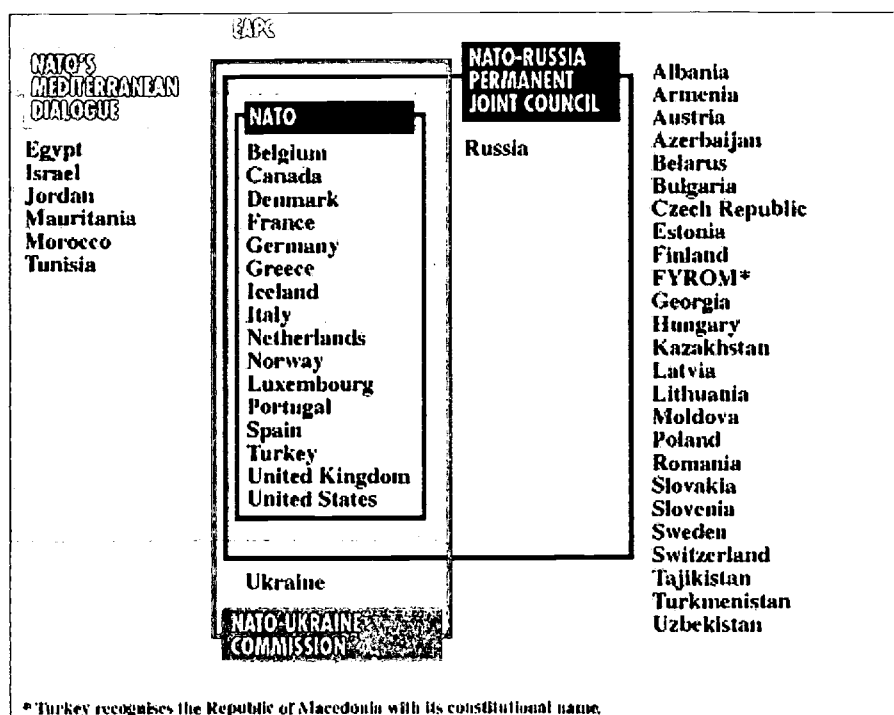 EAPC
NATO'S
MEDITERRANEAN
DIALOGUE
Egypt
Israel
Jordan
Mauritania
Morocco
Tunisia
NATO
Belgium
Canada
Denmark
France
Germany
Greece
Iceland
Italy
Netherlands
Norway
Luxembourg
Portugal
Spain
Turkey
United Kingdom
United States
Ukraine
NATO-UKRAINE
COMMISSION
NATO-RUSSIA
PERMANENT
JOINT COUNCIL
Russia
Albania
Armenia
Austria
Azerbaijan
Belarus
Bulgaria
Czech Republic
Estonia
Finland
FYROM*
Georgia
Hungary
Kazakhstan
Latvia
Lithuania
Moldova
Poland
Romania
Slovakia
Slovenia
Sweden
Switzerland
Tajikistan
Turkmenistan
Uzbekistan
* Turkey recognises the Republic of Macedonia with its constitutional name.